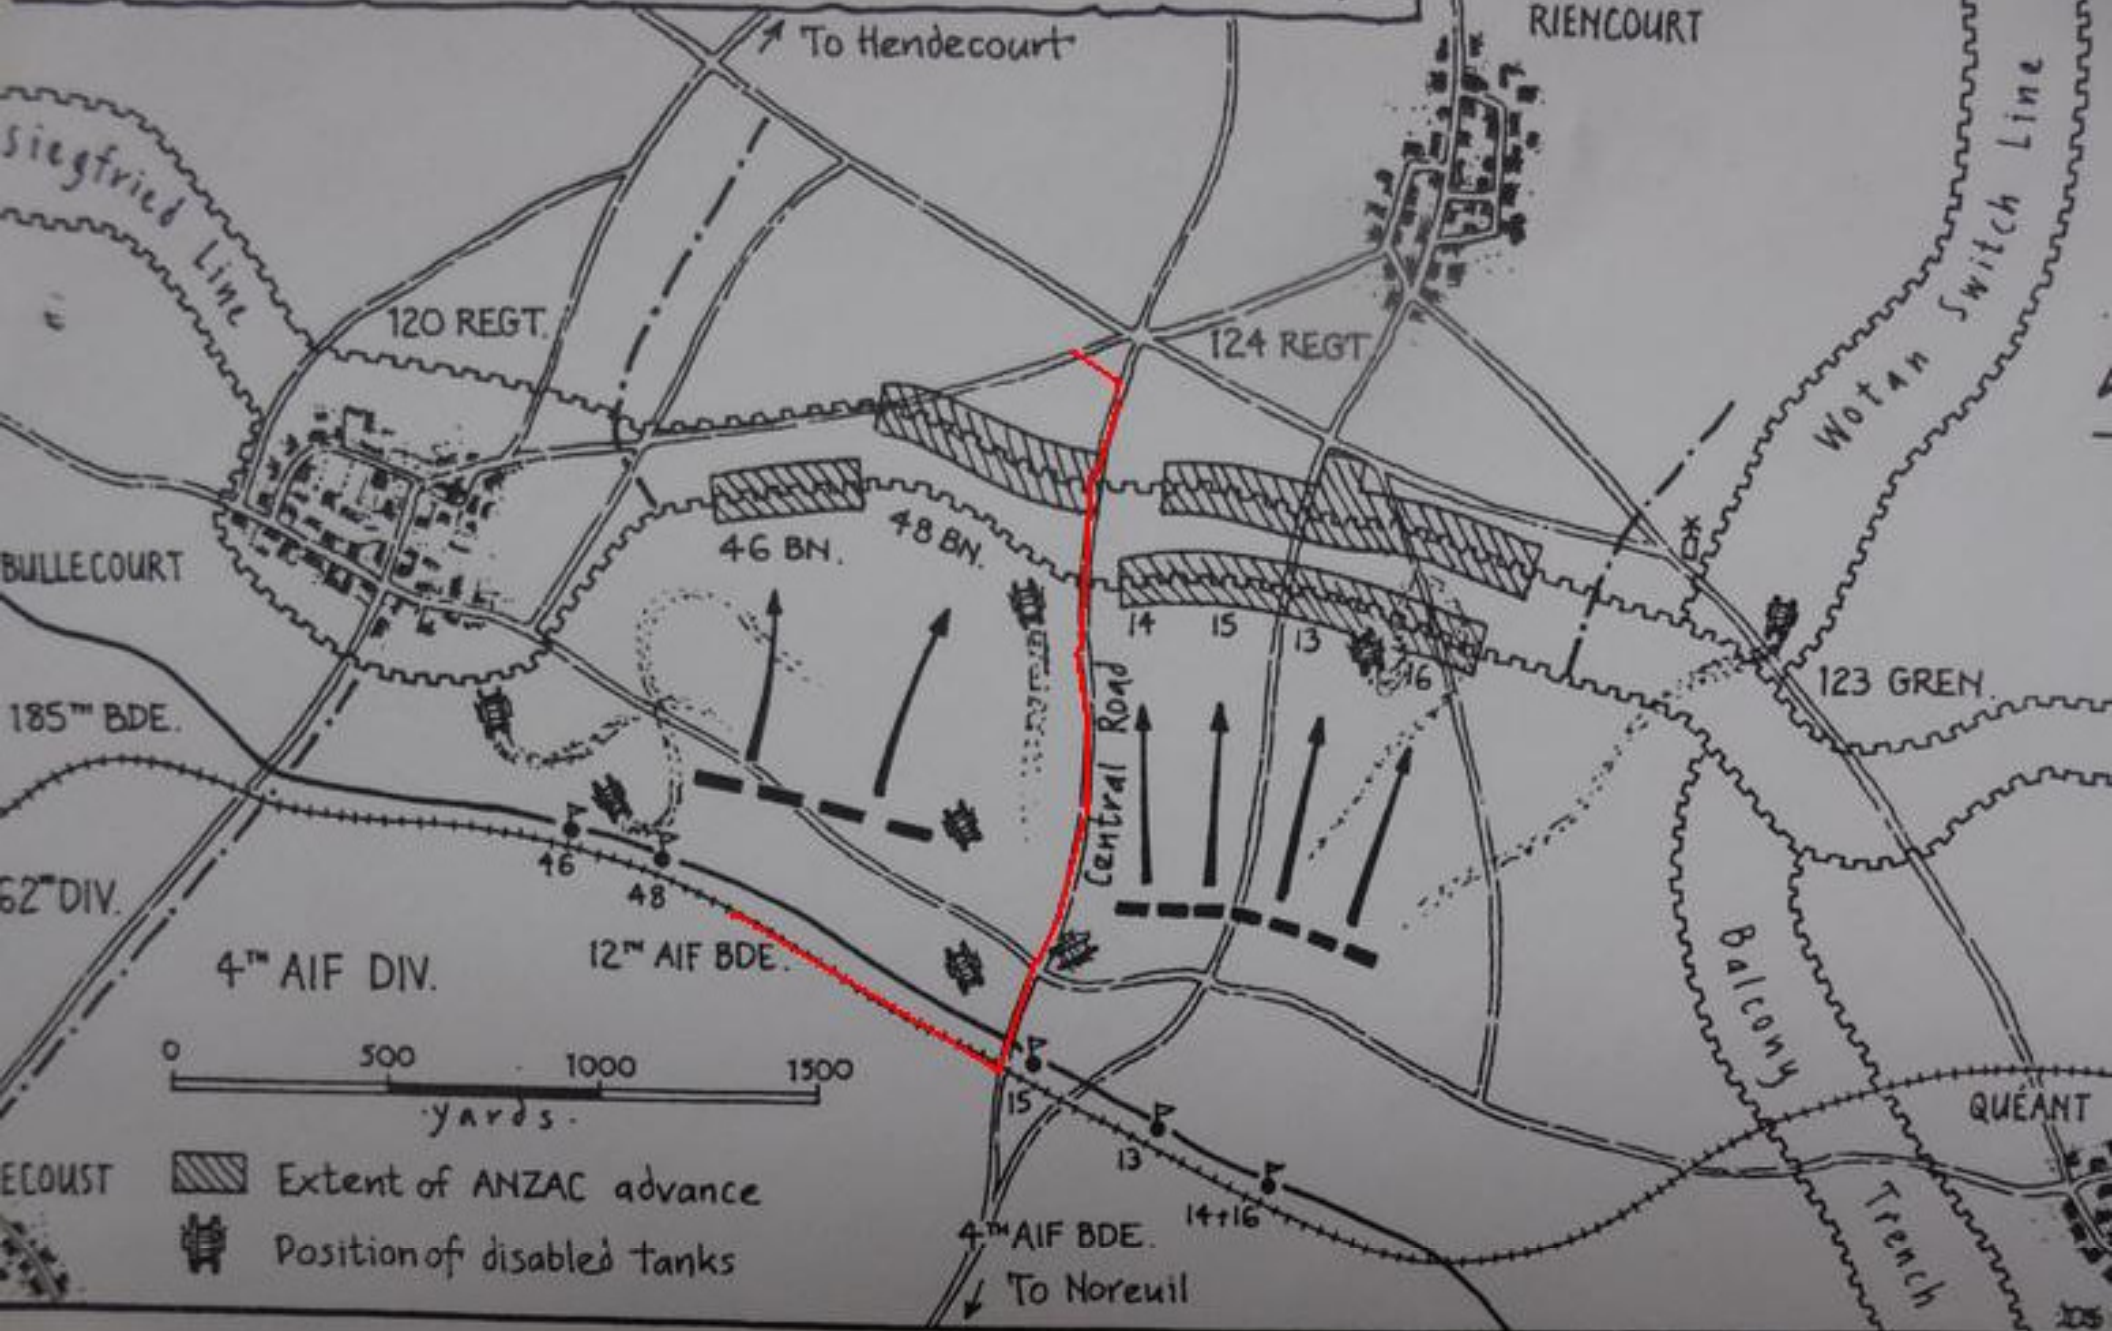 To Hendecourt
RIENCOURT
Siegfried Line
Wotan Switch Line
120 REGT.
124 REGT.
46 BN.
48 BN.
BULLECOURT
14 15 13 16
123 GREN.
185TH BDE.
Central Road
46
48
62ND DIV.
12TH AIF BDE.
4TH AIF DIV.
Balcony Trench
0 500 1000 1500
yards.
15
13
14+16
QUÉANT
ECOUST
Extent of ANZAC advance
Position of disabled tanks
4TH AIF BDE.
To Noreuil